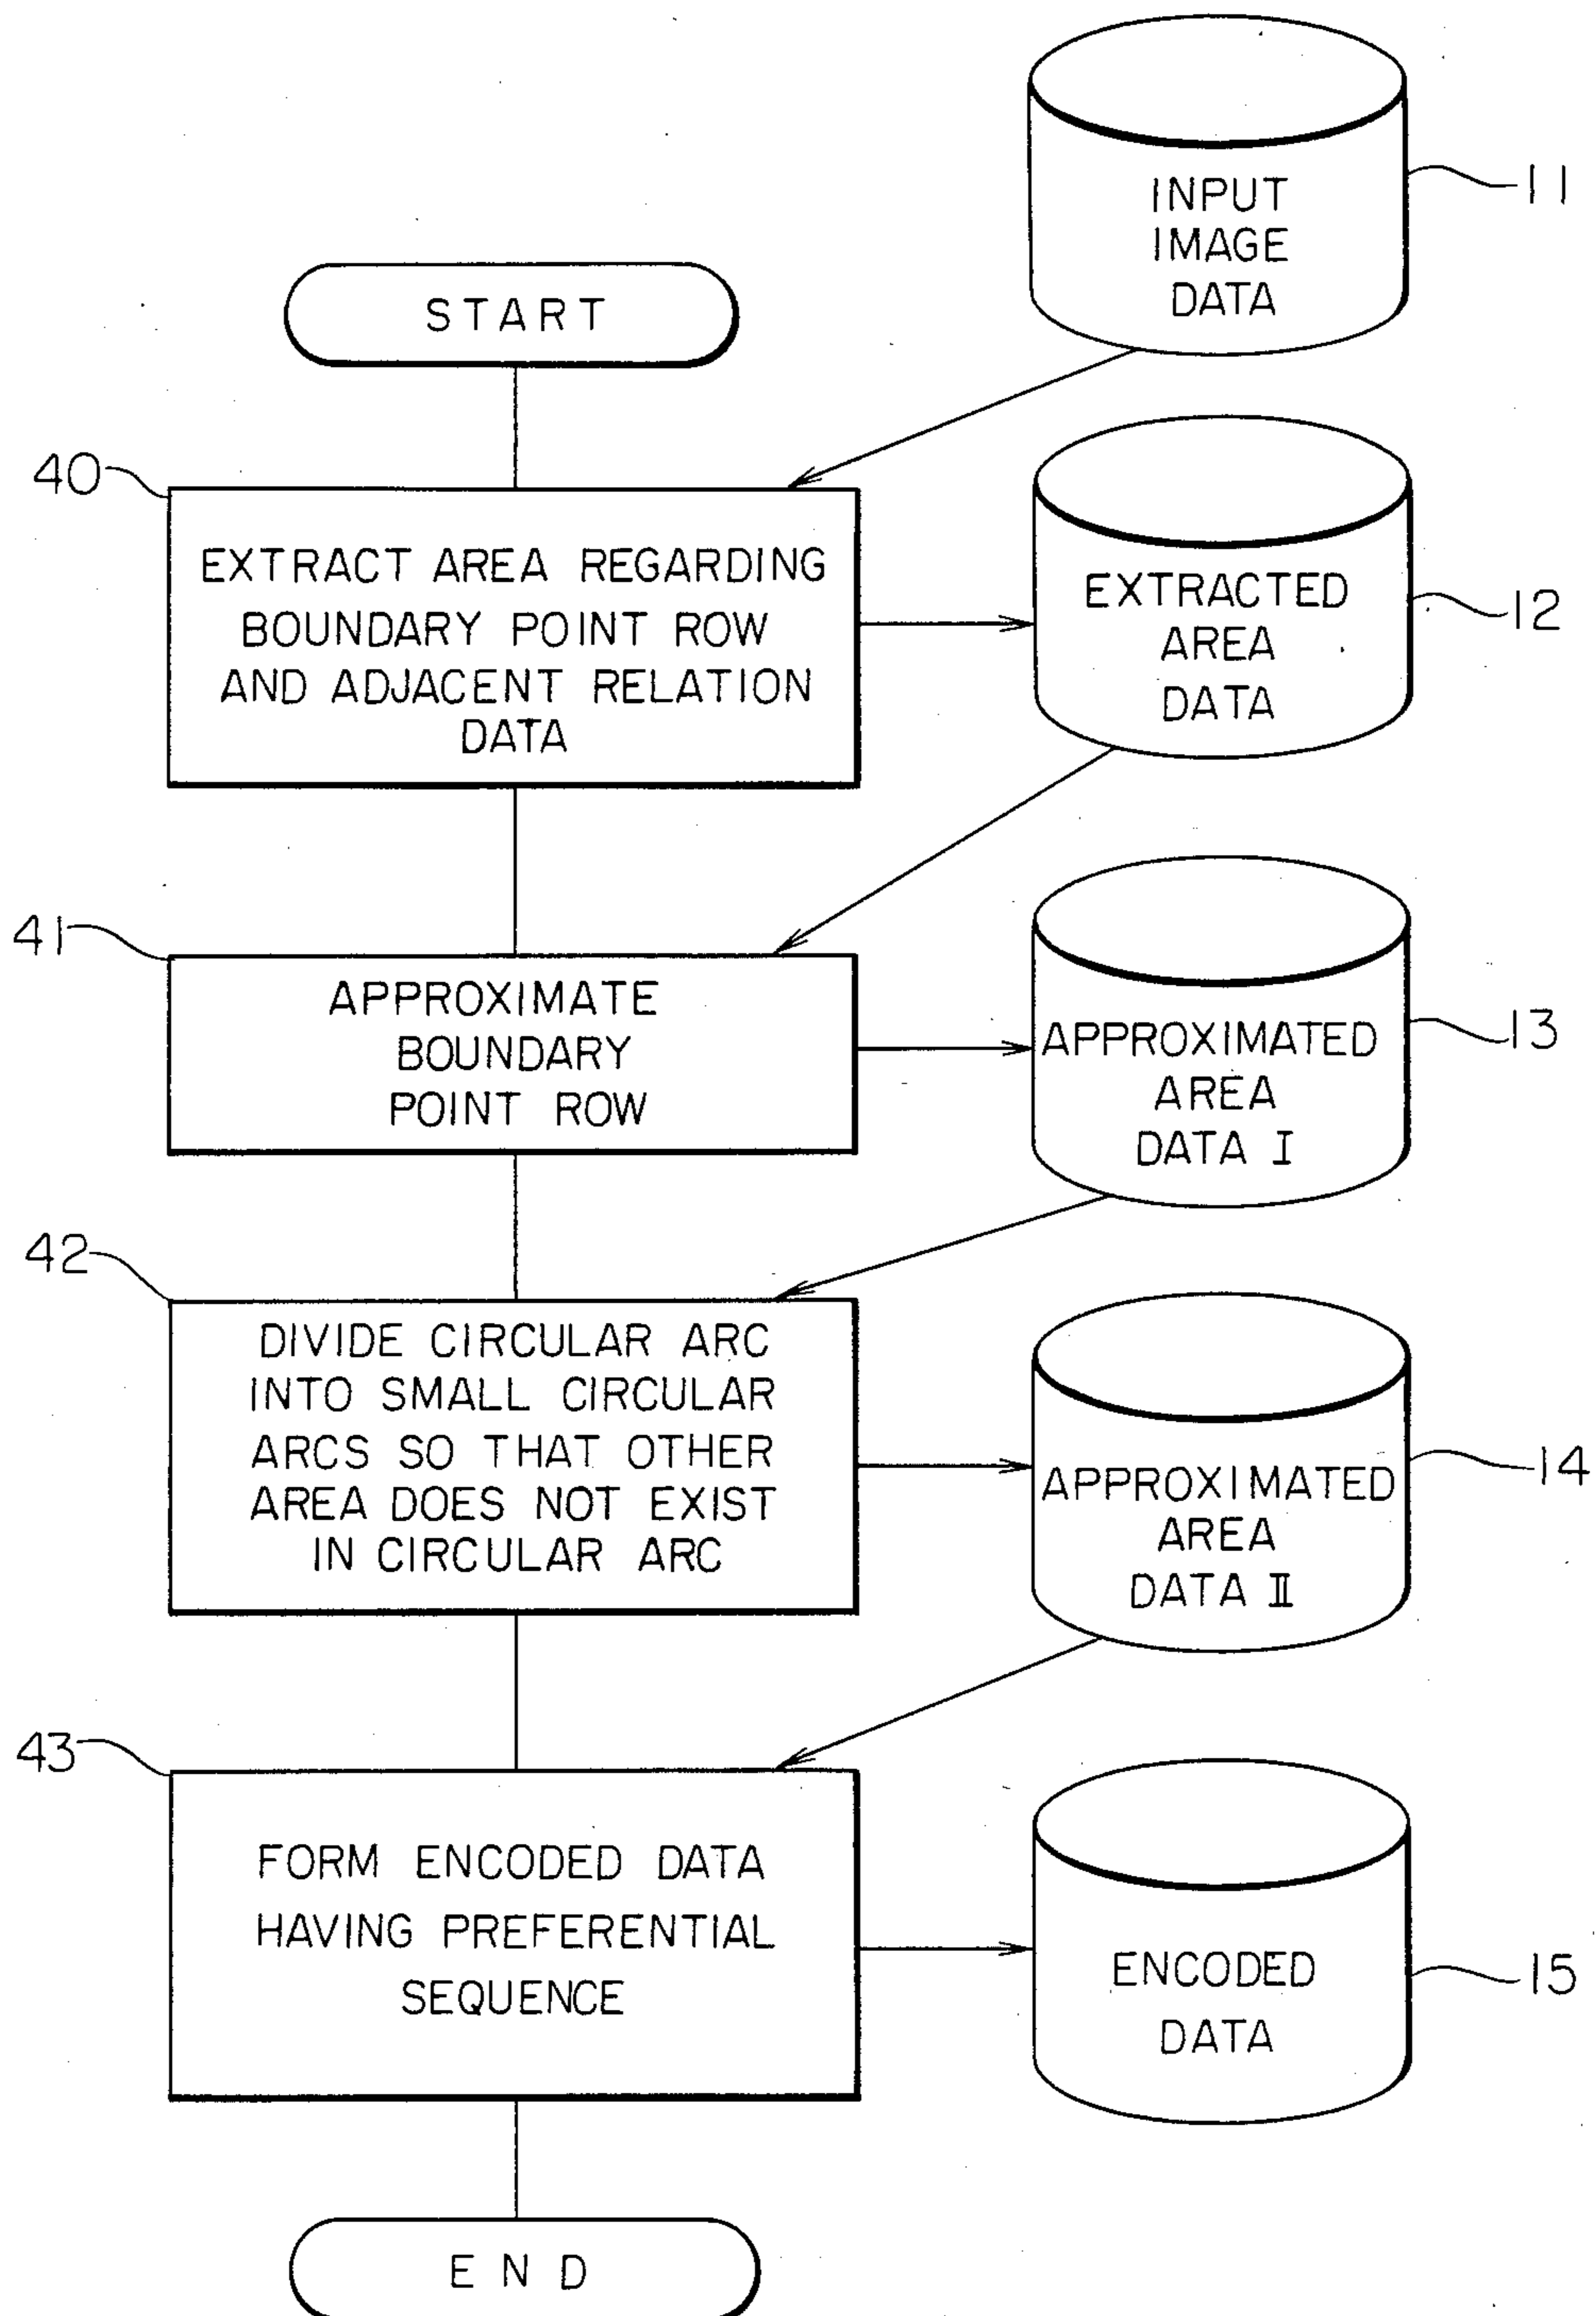 INPUT
IMAGE
DATA
11
START
40
EXTRACT AREA REGARDING
BOUNDARY POINT ROW
AND ADJACENT RELATION
DATA
EXTRACTED
AREA
DATA
12
41
APPROXIMATE
BOUNDARY
POINT ROW
APPROXIMATED
AREA
DATA I
13
42
DIVIDE CIRCULAR ARC
INTO SMALL CIRCULAR
ARCS SO THAT OTHER
AREA DOES NOT EXIST
IN CIRCULAR ARC
APPROXIMATED
AREA
DATA II
14
43
FORM ENCODED DATA
HAVING PREFERENTIAL
SEQUENCE
ENCODED
DATA
15
END